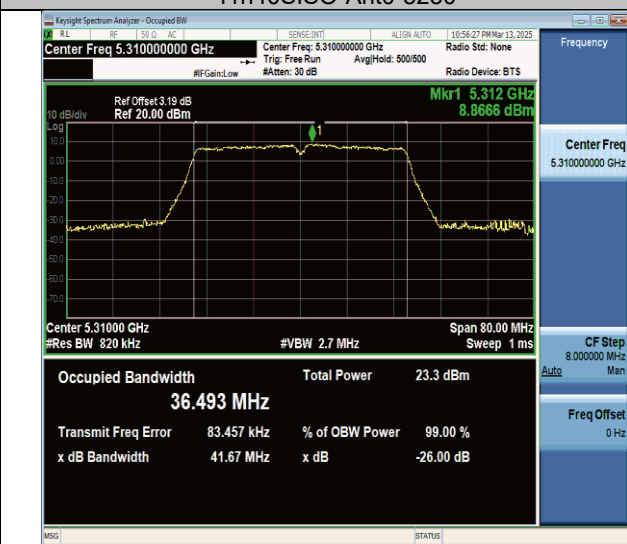 Keysight Spectrum Analyzer - Occupied BW
RL RF 50 Ω AC SENSE:INT ALIGN AUTO 10:56:27 PM Mar 13, 2025
Center Freq 5.310000000 GHz
Center Freq: 5.310000000 GHz
Radio Std: None
Trig: Free Run Avg|Hold: 500/500
#IFGain:Low #Atten: 30 dB Radio Device: BTS
Frequency
Mkr1 5.312 GHz
8.8666 dBm
Ref Offset 3.19 dB
10 dB/div Ref 20.00 dBm
Log
10.0
0.00
-10.0
-20.0
-30.0
-40.0
-50.0
-60.0
-70.0
1
Center 5.31000 GHz Span 80.00 MHz
#Res BW 820 kHz #VBW 2.7 MHz Sweep 1 ms
Center Freq
5.310000000 GHz
CF Step
8.000000 MHz
Auto Man
Freq Offset
0 Hz
Occupied Bandwidth Total Power 23.3 dBm
36.493 MHz
Transmit Freq Error 83.457 kHz % of OBW Power 99.00 %
x dB Bandwidth 41.67 MHz x dB -26.00 dB
MSG STATUS